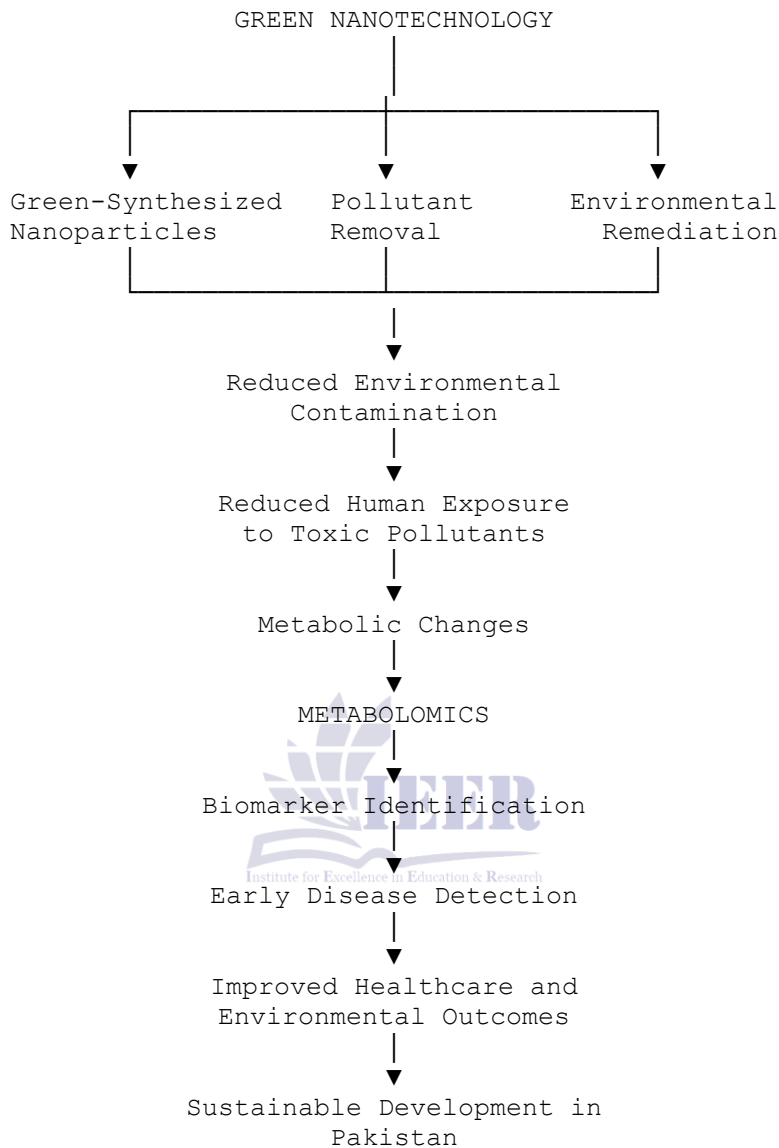 GREEN NANOTECHNOLOGY
Green-Synthesized Pollutant Environmental
Nanoparticles Removal Remediation
Reduced Environmental
Contamination
Reduced Human Exposure
to Toxic Pollutants
Metabolic Changes
METABOLOMICS
Biomarker Identification
IEER
Institute for Excellence in Education & Research
Early Disease Detection
Improved Healthcare and
Environmental Outcomes
Sustainable Development in
Pakistan